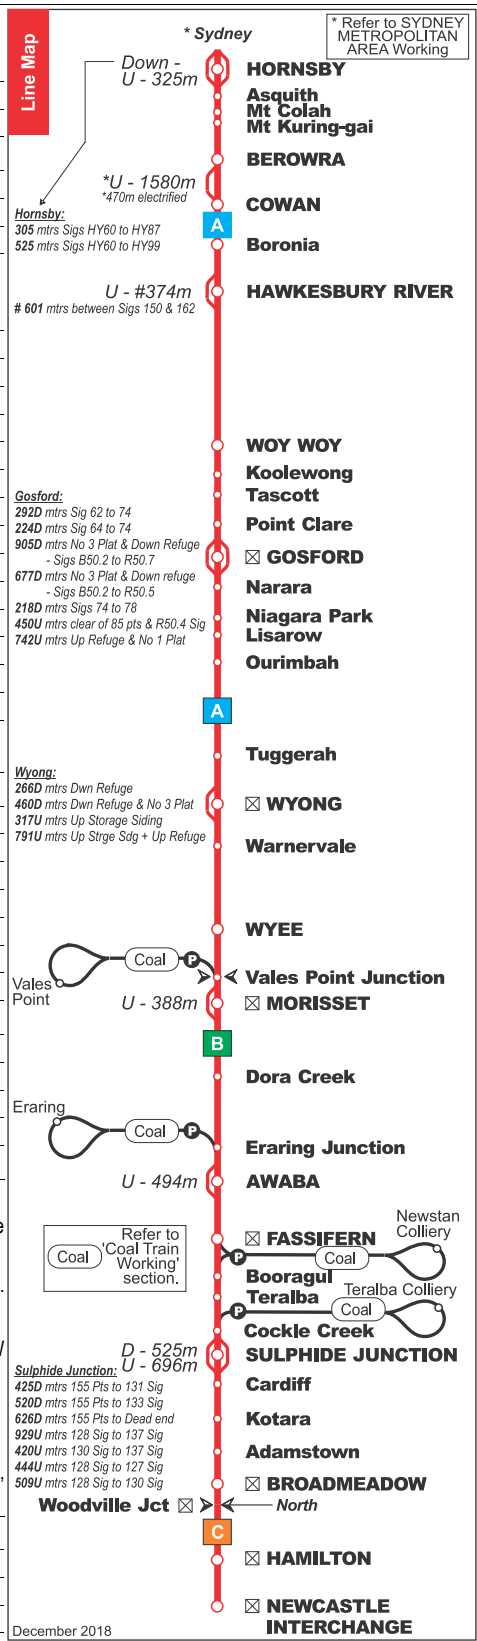 Line Map
* Sydney
* Refer to SYDNEY
METROPOLITAN
AREA Working
Down -
U - 325m
HORNSBY
Asquith
Mt Colah
Mt Kuring-gai
BEROWRA
*U - 1580m
*470m electrified
COWAN
Hornsby:
305 mtrs Sigs HY60 to HY87
525 mtrs Sigs HY60 to HY99
A
Boronia
U - #374m
# 601 mtrs between Sigs 150 & 162
HAWKESBURY RIVER
WOY WOY
Koolewong
Tascott
Point Clare
Gosford:
292D mtrs Sig 62 to 74
224D mtrs Sig 64 to 74
905D mtrs No 3 Plat & Down Refuge
- Sigs B50.2 to R50.7
677D mtrs No 3 Plat & Down refuge
- Sigs B50.2 to R50.5
218D mtrs Sigs 74 to 78
450U mtrs clear of 85 pts & R50.4 Sig
742U mtrs Up Refuge & No 1 Plat
GOSFORD
Narara
Niagara Park
Lisarow
Ourimbah
A
Tuggerah
Wyong:
266D mtrs Dwn Refuge
460D mtrs Dwn Refuge & No 3 Plat
317U mtrs Up Storage Siding
791U mtrs Up Strge Sdg + Up Refuge
WYONG
Warnervale
WYEE
Coal
P
Vales
Point
Vales Point Junction
U - 388m
MORISSET
B
Dora Creek
Eraring
Coal
P
Eraring Junction
U - 494m
AWABA
Refer to
'Coal Train
Working'
section.
Coal
FASSIFERN
Newstan
Colliery
P
Coal
Booragul
Teralba
Teralba Colliery
P
Coal
Cockle Creek
D - 525m
U - 696m
SULPHIDE JUNCTION
Sulphide Junction:
425D mtrs 155 Pts to 131 Sig
520D mtrs 155 Pts to 133 Sig
626D mtrs 155 Pts to Dead end
929U mtrs 128 Sig to 137 Sig
420U mtrs 130 Sig to 137 Sig
444U mtrs 128 Sig to 127 Sig
509U mtrs 128 Sig to 130 Sig
Cardiff
Kotara
Adamstown
BROADMEADOW
Woodville Jct
North
C
HAMILTON
NEWCASTLE
INTERCHANGE
December 2018